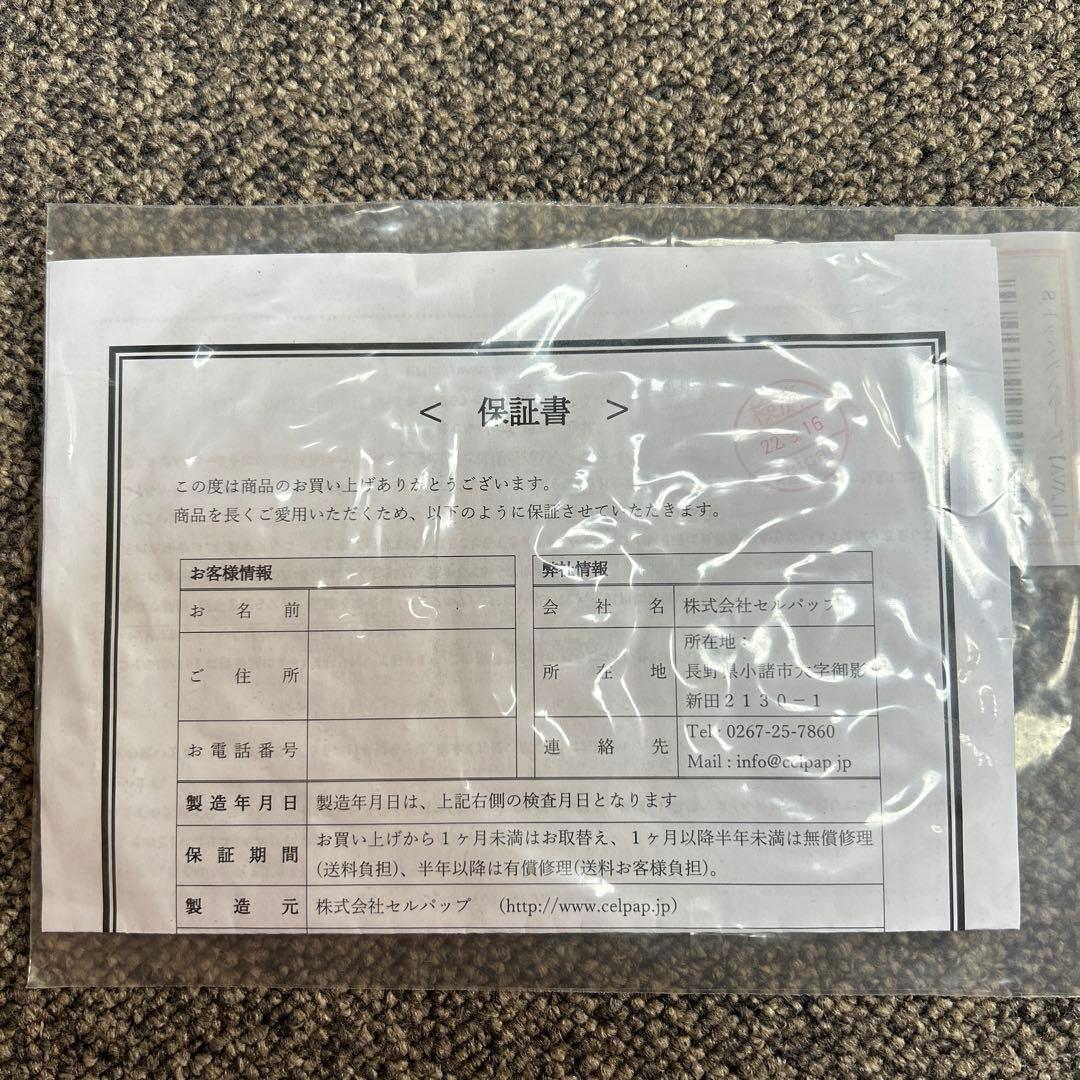 < 保証書 >
22.5.16
この度は商品のお買い上げありがとうございます。
商品を長くご愛用いただくため、以下のように保証させていただきます。
お客様情報
お名前
ご住所
お電話番号
弊社情報
会社名 株式会社セルパップ
所在地 所在地：
長野県小諸市大字御影
新田２１３０－１
連絡先 Tel : 0267-25-7860
Mail : info@celpap.jp
製造年月日 製造年月日は、上記右側の検査月日となります
保証期間 お買い上げから１ヶ月未満はお取替え、１ヶ月以降半年未満は無償修理
(送料負担)、半年以降は有償修理(送料お客様負担)。
製造元 株式会社セルパップ （http://www.celpap.jp）